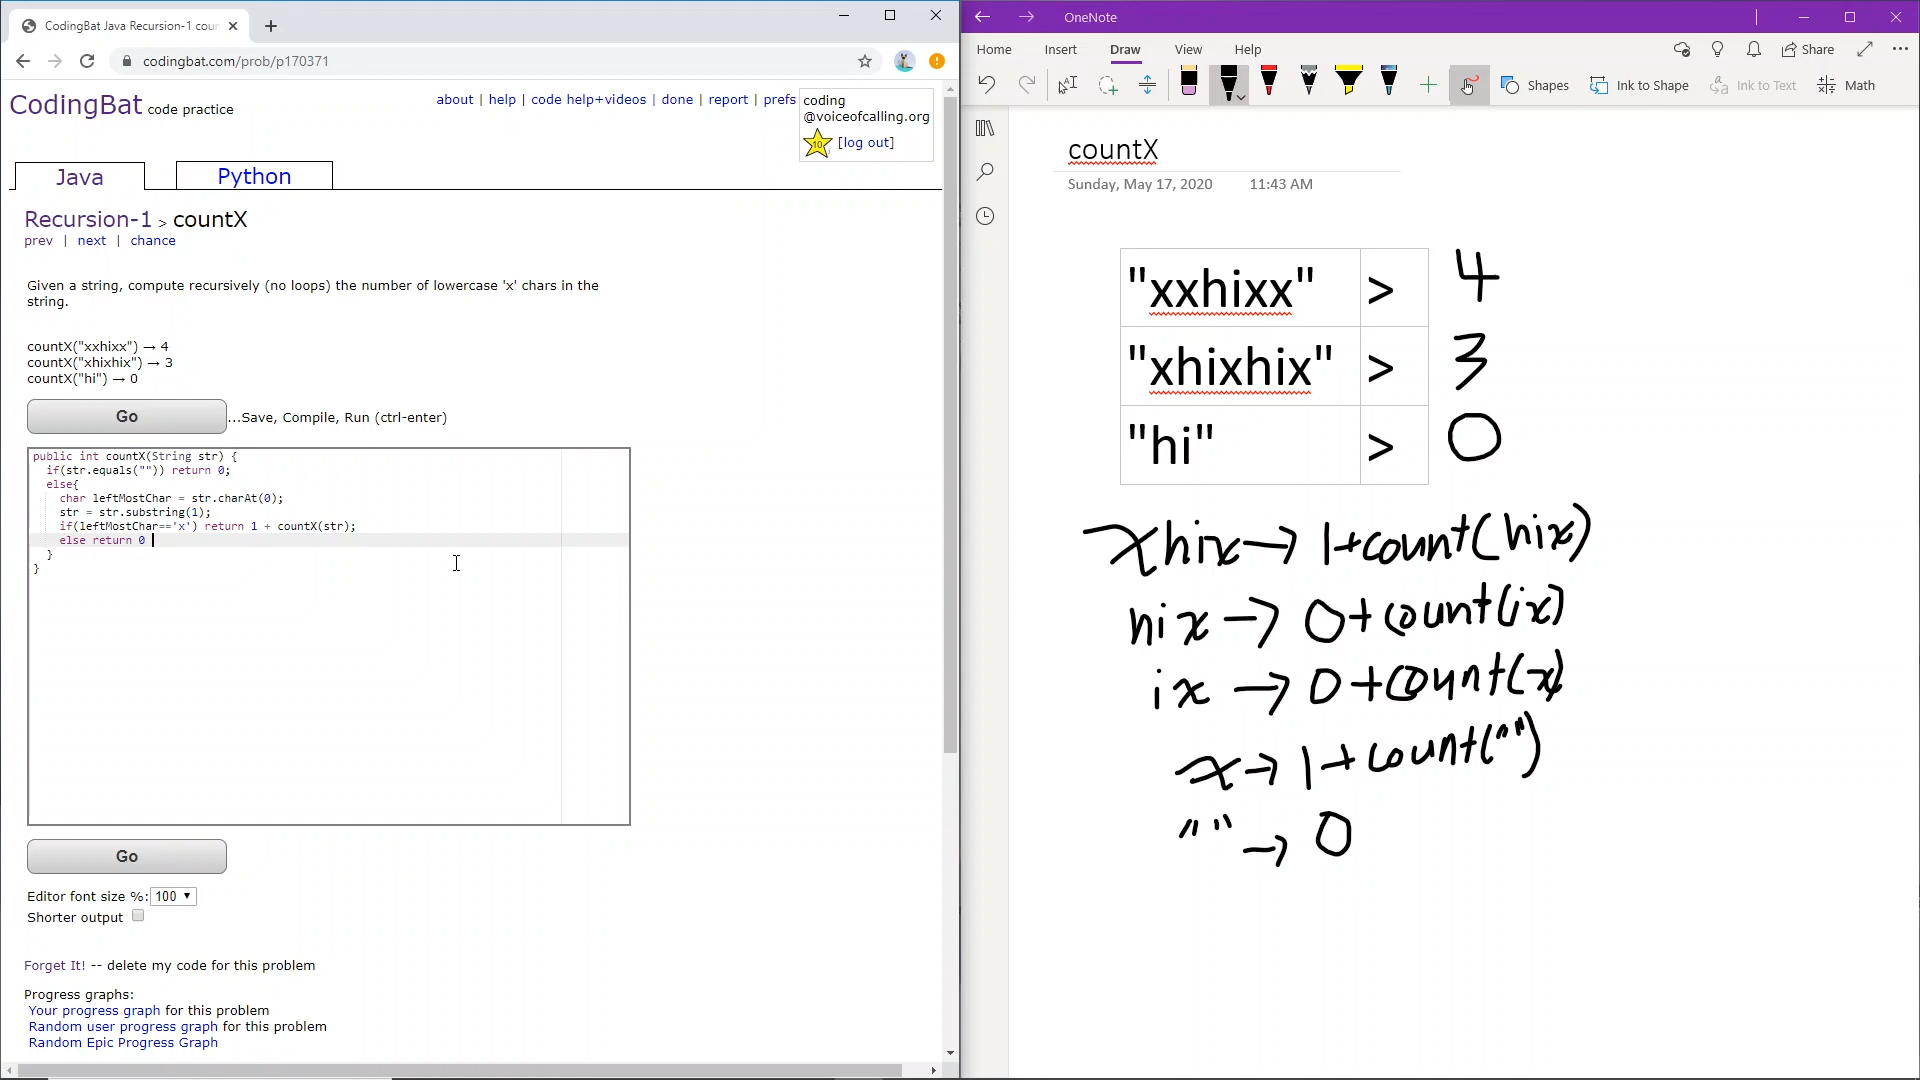 CodingBat Java Recursion-1 cour
codingbat.com/prob/p170371
CodingBat code practice
about | help | code help+videos | done | report | prefs
coding
@voiceofcalling.org
10
[log out]
Java
Python
Recursion-1 > countX
prev | next | chance
Given a string, compute recursively (no loops) the number of lowercase 'x' chars in the
string.
countX("xxhixx") → 4
countX("xhixhix") → 3
countX("hi") → 0
Go
...Save, Compile, Run (ctrl-enter)
public int countX(String str) {
if(str.equals("")) return 0;
else{
char leftMostChar = str.charAt(0);
str = str.substring(1);
if(leftMostChar=='x') return 1 + countX(str);
else return 0
}
}
Go
Editor font size %: 100
Shorter output
Forget It! -- delete my code for this problem
Progress graphs:
Your progress graph for this problem
Random user progress graph for this problem
Random Epic Progress Graph
OneNote
Home Insert Draw View Help
Share
Shapes
Ink to Shape
Ink to Text
Math
countX
Sunday, May 17, 2020 11:43 AM
"xxhixx" > 4
"xhixhix" > 3
"hi" > 0
xhix→ 1+count(hix)
hix → 0+count(ix)
ix → 0+count(x)
x→ 1+count("")
"" → 0